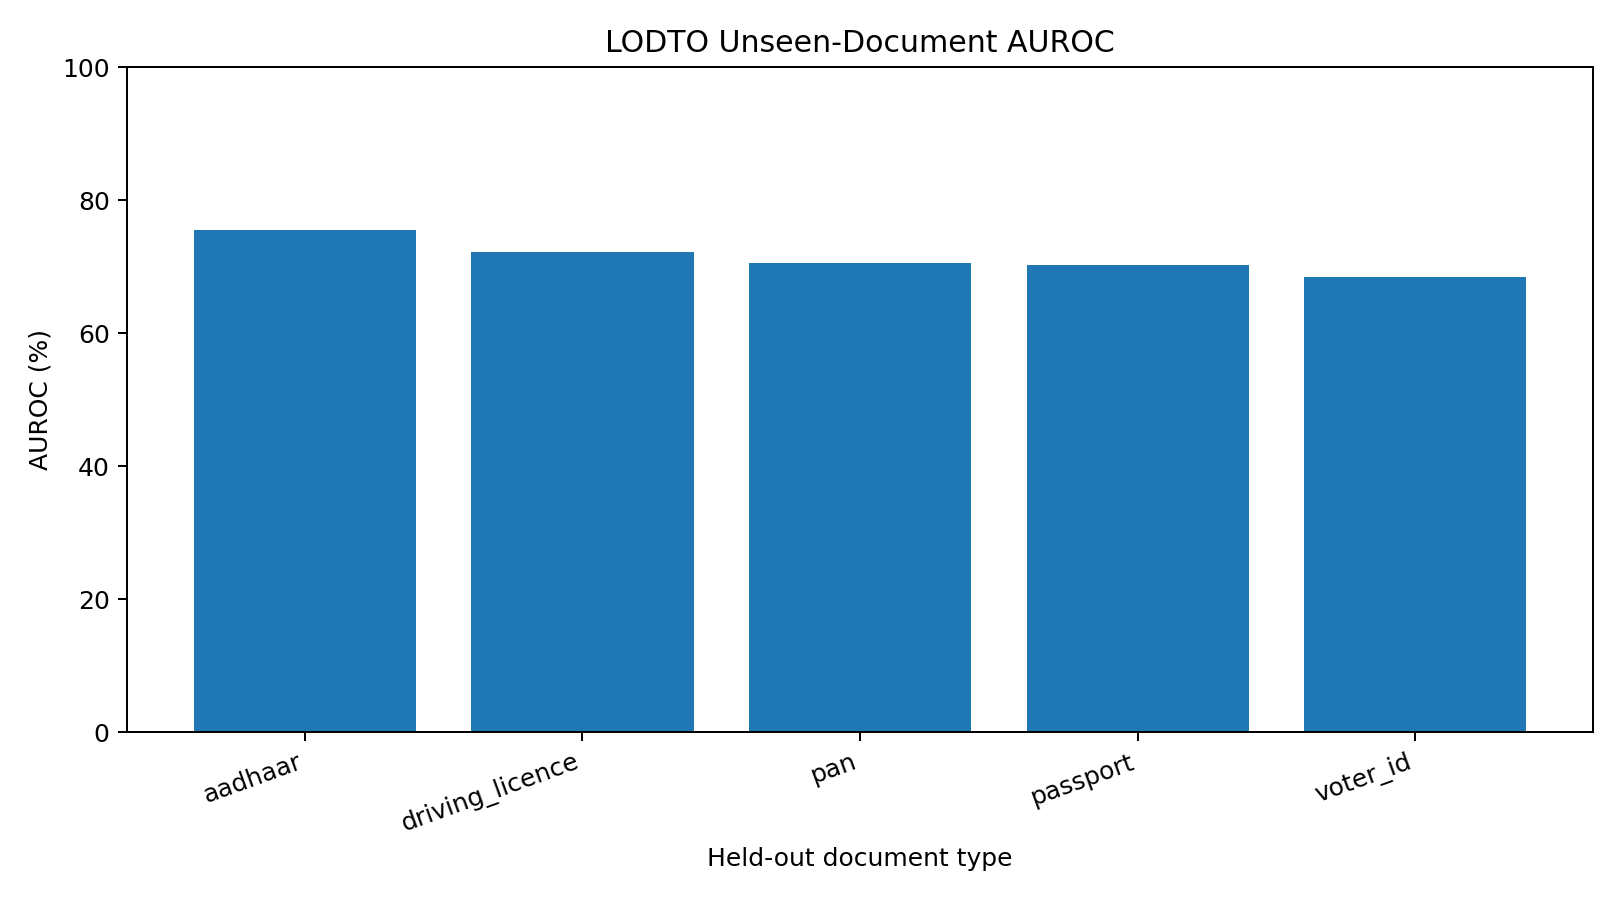 LODTO Unseen-Document AUROC
100
80
60
40
20
0
AUROC (%)
aadhaar
driving_licence
pan
passport
voter_id
Held-out document type